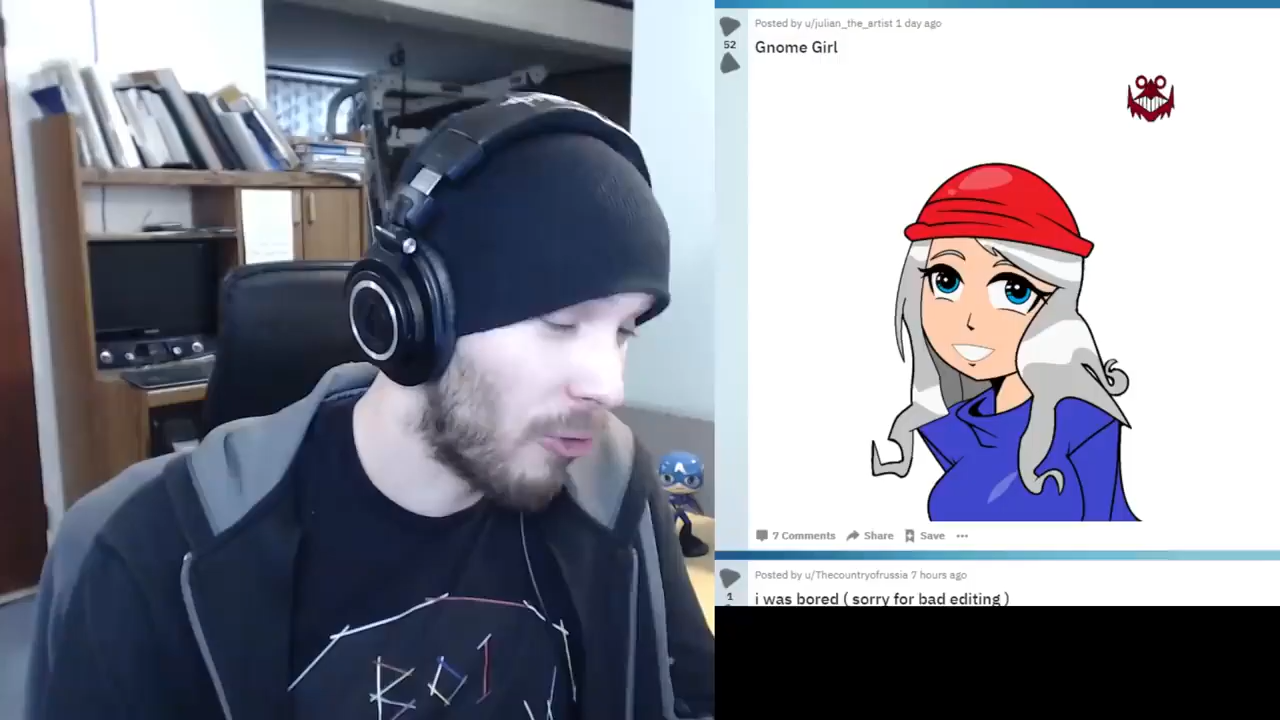 Posted by u/julian_the_artist 1 day ago
52
Gnome Girl
7 Comments Share Save ...
Posted by u/Thecountryofrussia 7 hours ago
1
i was bored ( sorry for bad editing )
A